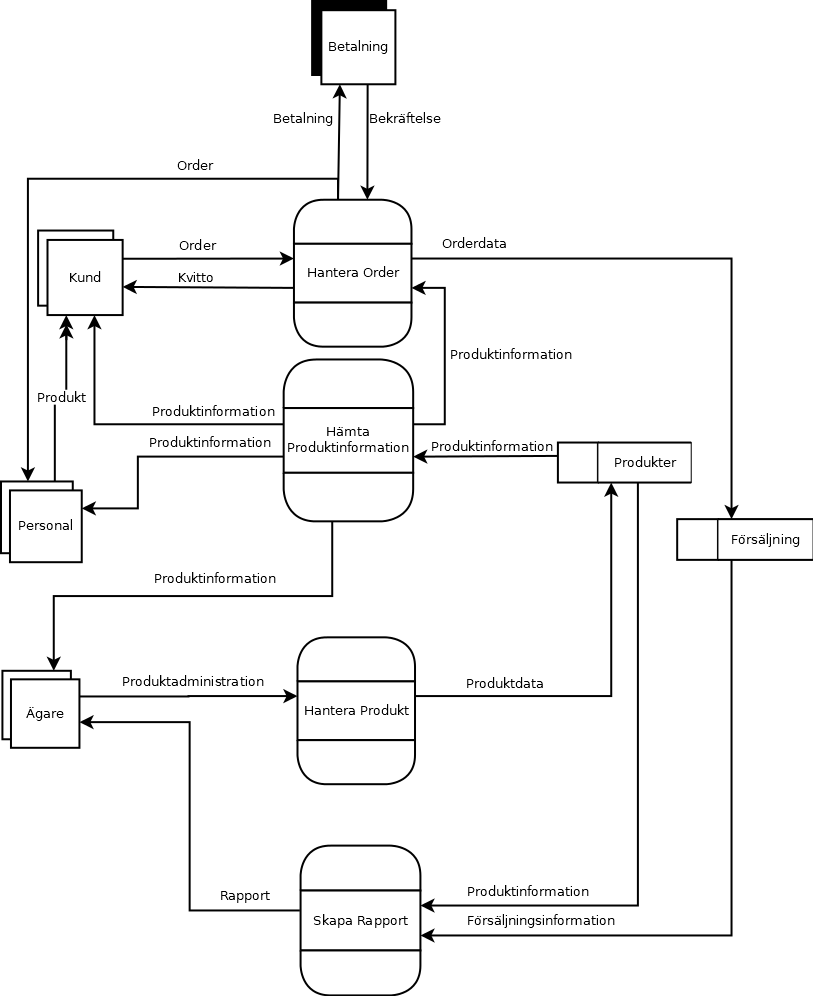 Betalning
Betalning
Bekräftelse
Order
Order
Orderdata
Kund
Hantera Order
Kvitto
Produktinformation
Produkt
Produktinformation
Hämta
Produktinformation
Produktinformation
Produktinformation
Produkter
Personal
Försäljning
Produktinformation
Produktadministration
Produktdata
Ägare
Hantera Produkt
Rapport
Produktinformation
Skapa Rapport
Försäljningsinformation